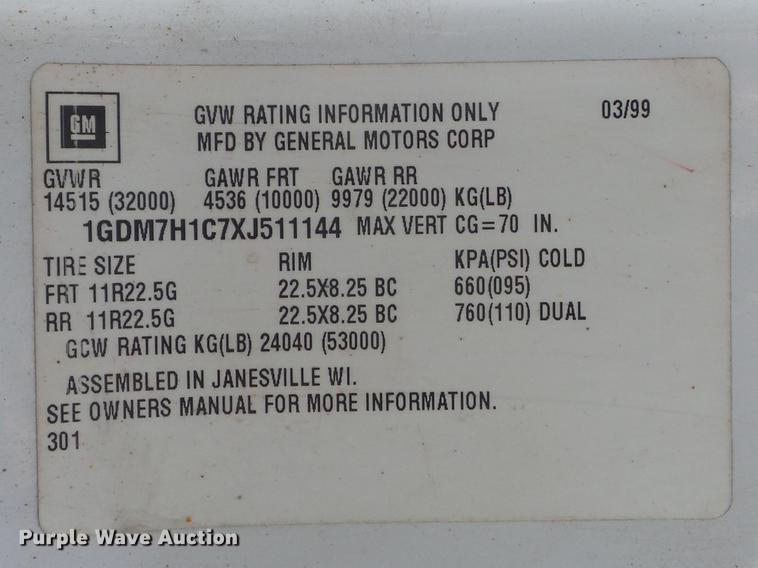 GM
GVW RATING INFORMATION ONLY 03/99
MFD BY GENERAL MOTORS CORP
GVWR GAWR FRT GAWR RR
14515 (32000) 4536 (10000) 9979 (22000) KG(LB)
1GDM7H1C7XJ511144 MAX VERT CG=70 IN.
TIRE SIZE RIM KPA(PSI) COLD
FRT 11R22.5G 22.5X8.25 BC 660(095)
RR 11R22.5G 22.5X8.25 BC 760(110) DUAL
GCW RATING KG(LB) 24040 (53000)
ASSEMBLED IN JANESVILLE WI.
SEE OWNERS MANUAL FOR MORE INFORMATION.
301
Purple Wave Auction